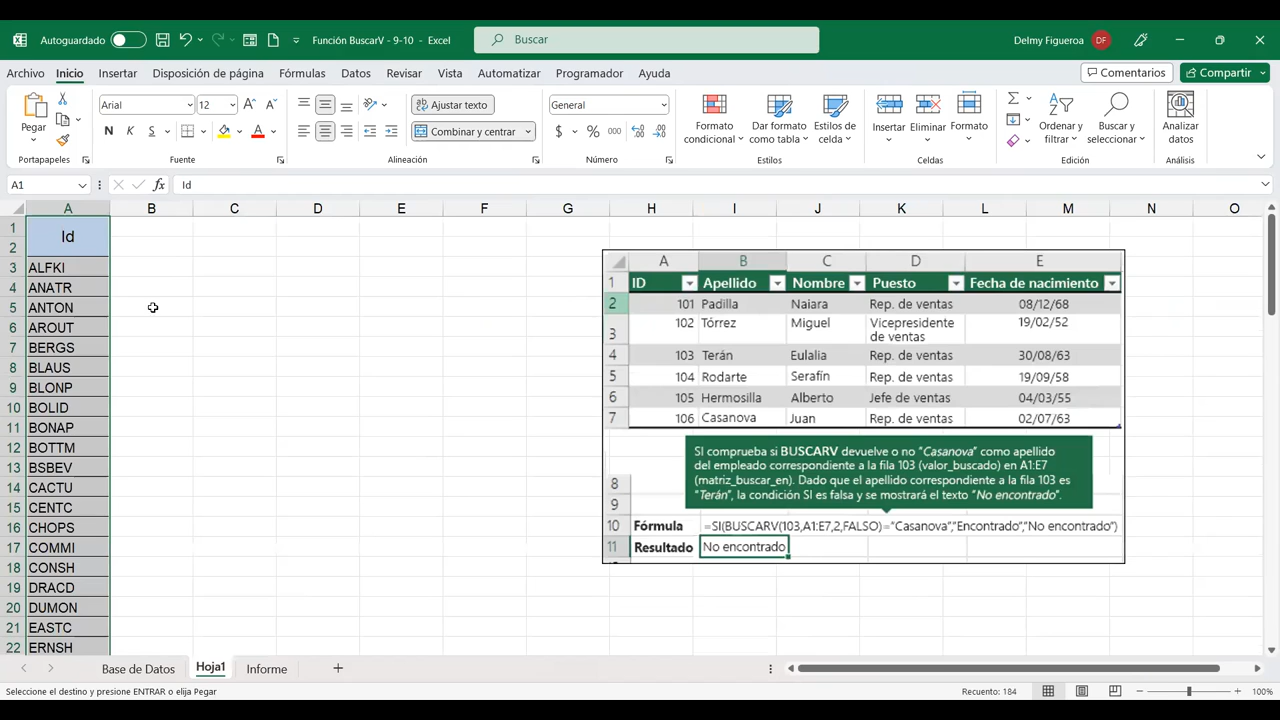 Autoguardado
Función BuscarV - 9-10 - Excel
Buscar
Delmy Figueroa
DF
Archivo Inicio Insertar Disposición de página Fórmulas Datos Revisar Vista Automatizar Programador Ayuda
Comentarios
Compartir
Pegar
Portapapeles
Arial
12
N K S
Fuente
Ajustar texto
Combinar y centrar
Alineación
General
$ % 000
Número
Formato condicional
Dar formato como tabla
Estilos de celda
Estilos
Insertar Eliminar Formato
Celdas
Ordenar y filtrar
Buscar y seleccionar
Edición
Analizar datos
Análisis
A1
fx
Id
A B C D E F G H I J K L M N O
1
2 Id
3 ALFKI
4 ANATR
5 ANTON
6 AROUT
7 BERGS
8 BLAUS
9 BLONP
10 BOLID
11 BONAP
12 BOTTM
13 BSBEV
14 CACTU
15 CENTC
16 CHOPS
17 COMMI
18 CONSH
19 DRACD
20 DUMON
21 EASTC
22 ERNSH
A B C D E
1 ID Apellido Nombre Puesto Fecha de nacimiento
2 101 Padilla Naiara Rep. de ventas 08/12/68
3 102 Tórrez Miguel Vicepresidente de ventas 19/02/52
4 103 Terán Eulalia Rep. de ventas 30/08/63
5 104 Rodarte Serafín Rep. de ventas 19/09/58
6 105 Hermosilla Alberto Jefe de ventas 04/03/55
7 106 Casanova Juan Rep. de ventas 02/07/63
SI comprueba si BUSCARV devuelve o no "Casanova" como apellido
del empleado correspondiente a la fila 103 (valor_buscado) en A1:E7
(matriz_buscar_en). Dado que el apellido correspondiente a la fila 103 es
"Terán", la condición SI es falsa y se mostrará el texto "No encontrado".
8
9
10 Fórmula =SI(BUSCARV(103,A1:E7,2,FALSO)="Casanova","Encontrado","No encontrado")
11 Resultado No encontrado
Base de Datos Hoja1 Informe
Seleccione el destino y presione ENTRAR o elija Pegar
Recuento: 184
100%